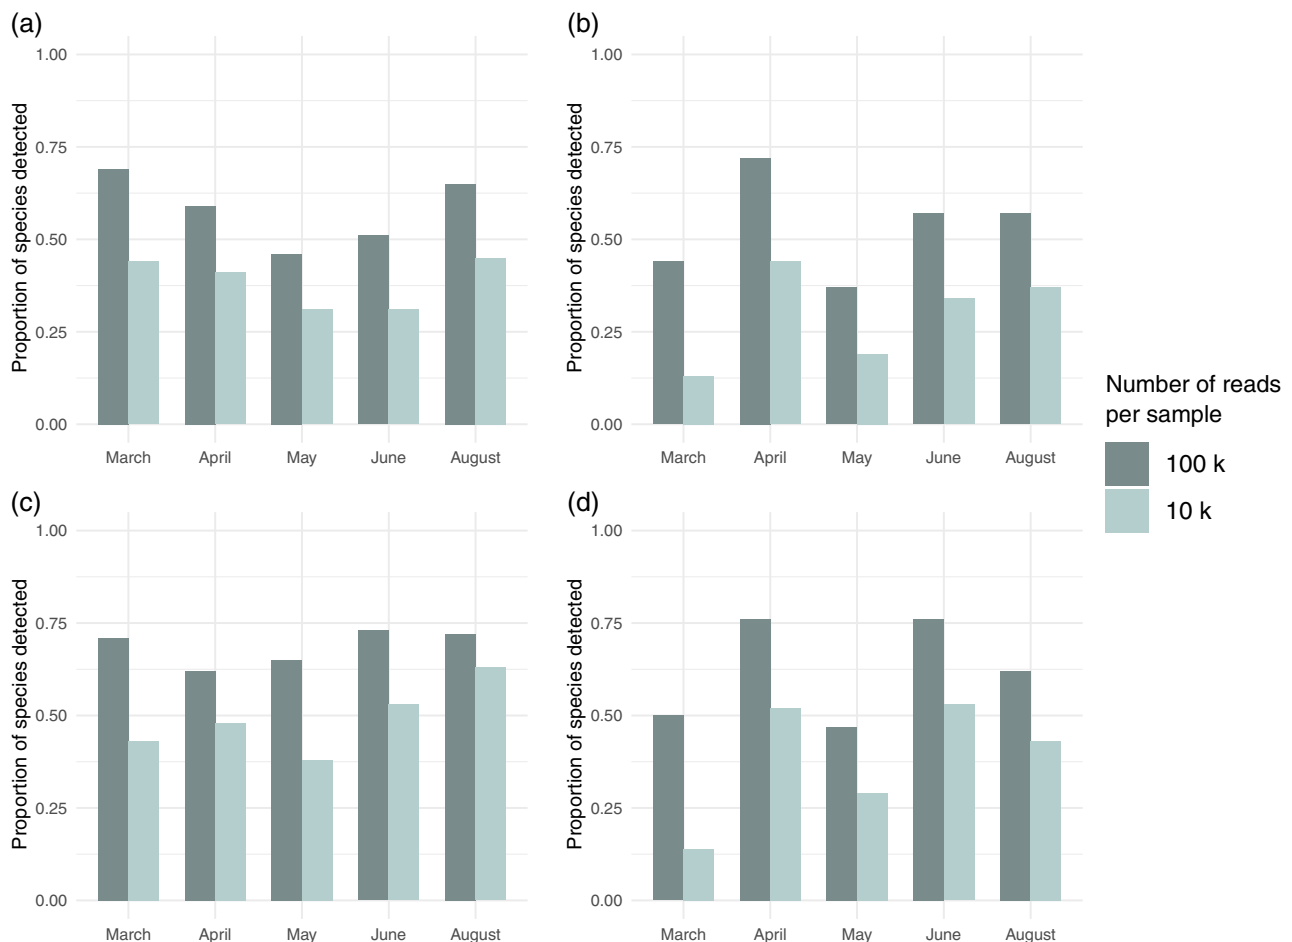 (a)
Proportion of species detected
1.00
0.75
0.50
0.25
0.00
March April May June August
(b)
Proportion of species detected
1.00
0.75
0.50
0.25
0.00
March April May June August
(c)
Proportion of species detected
1.00
0.75
0.50
0.25
0.00
March April May June August
(d)
Proportion of species detected
1.00
0.75
0.50
0.25
0.00
March April May June August
Number of reads
per sample
100 k
10 k